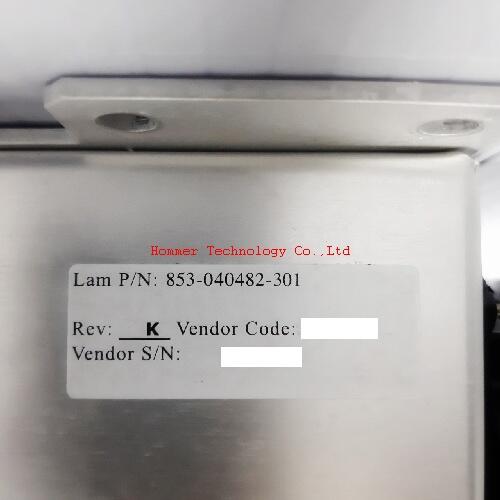 Hommer Technology Co.,Ltd
Lam P/N: 853-040482-301
Rev: K Vendor Code:
Vendor S/N: